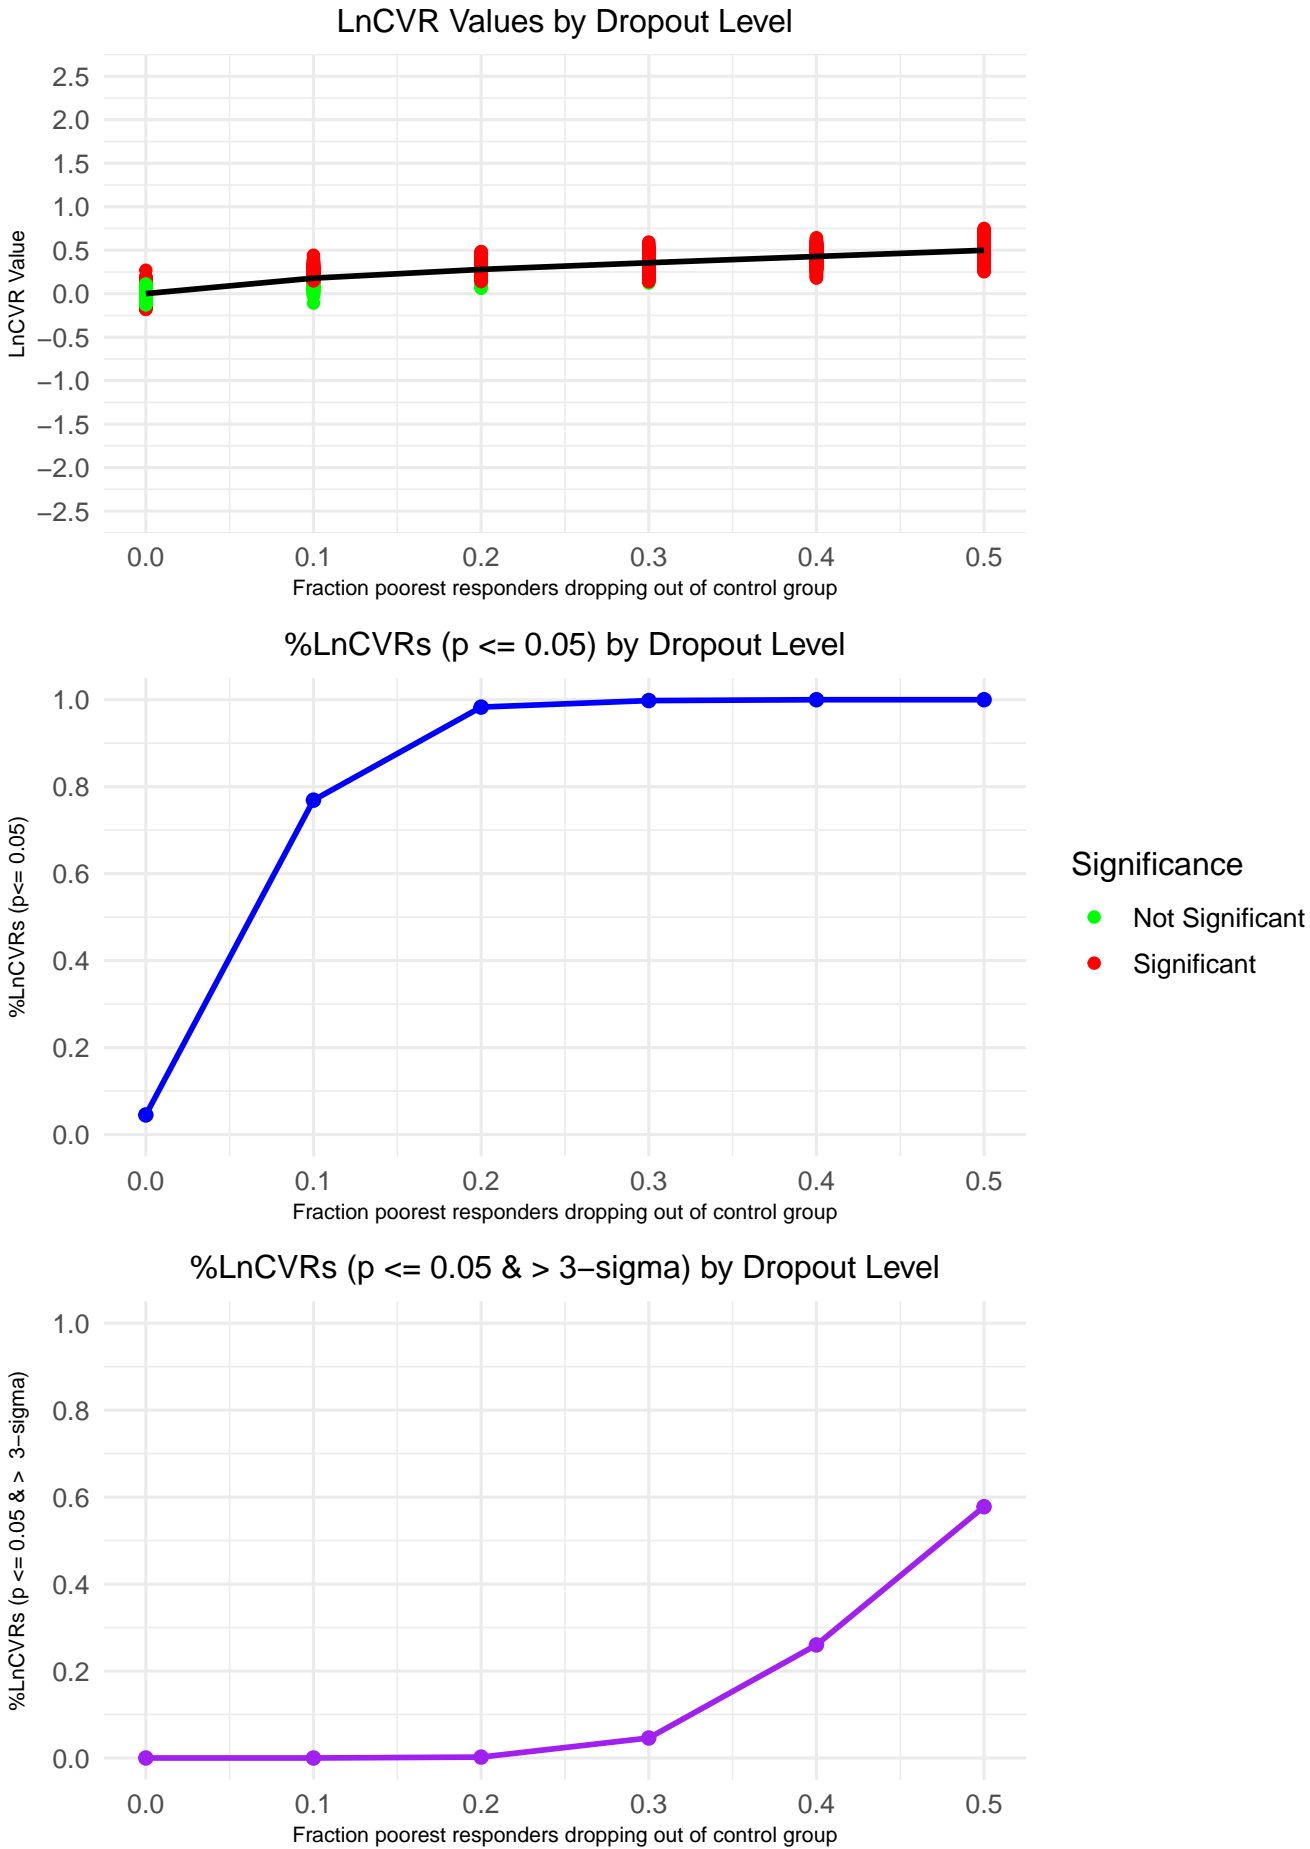 LnCVR Values by Dropout Level
LnCVR Value
2.5
2.0
1.5
1.0
0.5
0.0
−0.5
−1.0
−1.5
−2.0
−2.5
0.0 0.1 0.2 0.3 0.4 0.5
Fraction poorest responders dropping out of control group
%LnCVRs (p <= 0.05) by Dropout Level
%LnCVRs (p<= 0.05)
1.0
0.8
0.6
0.4
0.2
0.0
0.0 0.1 0.2 0.3 0.4 0.5
Fraction poorest responders dropping out of control group
Significance
Not Significant
Significant
%LnCVRs (p <= 0.05 & > 3−sigma) by Dropout Level
%LnCVRs (p <= 0.05 & > 3−sigma)
1.0
0.8
0.6
0.4
0.2
0.0
0.0 0.1 0.2 0.3 0.4 0.5
Fraction poorest responders dropping out of control group